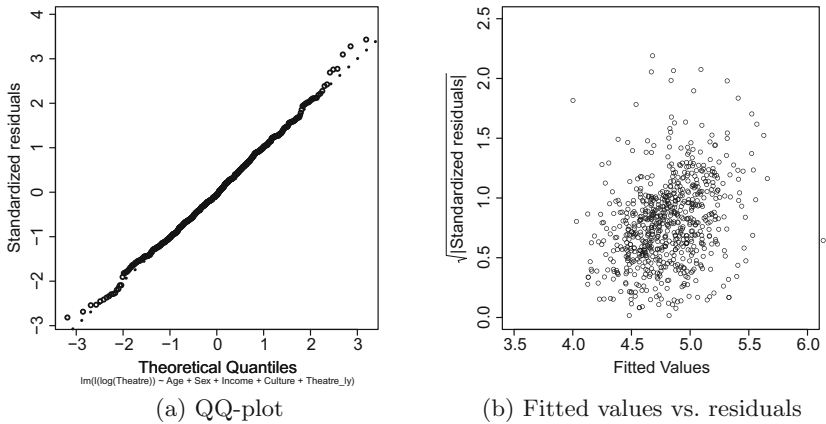 4
3
2
1
0
−1
−2
−3
Standardized residuals
−3 −2 −1 0 1 2 3
Theoretical Quantiles
lm(I(log(Theatre)) ~ Age + Sex + Income + Culture + Theatre_ly)
(a) QQ-plot
2.5
2.0
1.5
1.0
0.5
0.0
√|Standardized residuals|
3.5 4.0 4.5 5.0 5.5 6.0
Fitted Values
(b) Fitted values vs. residuals